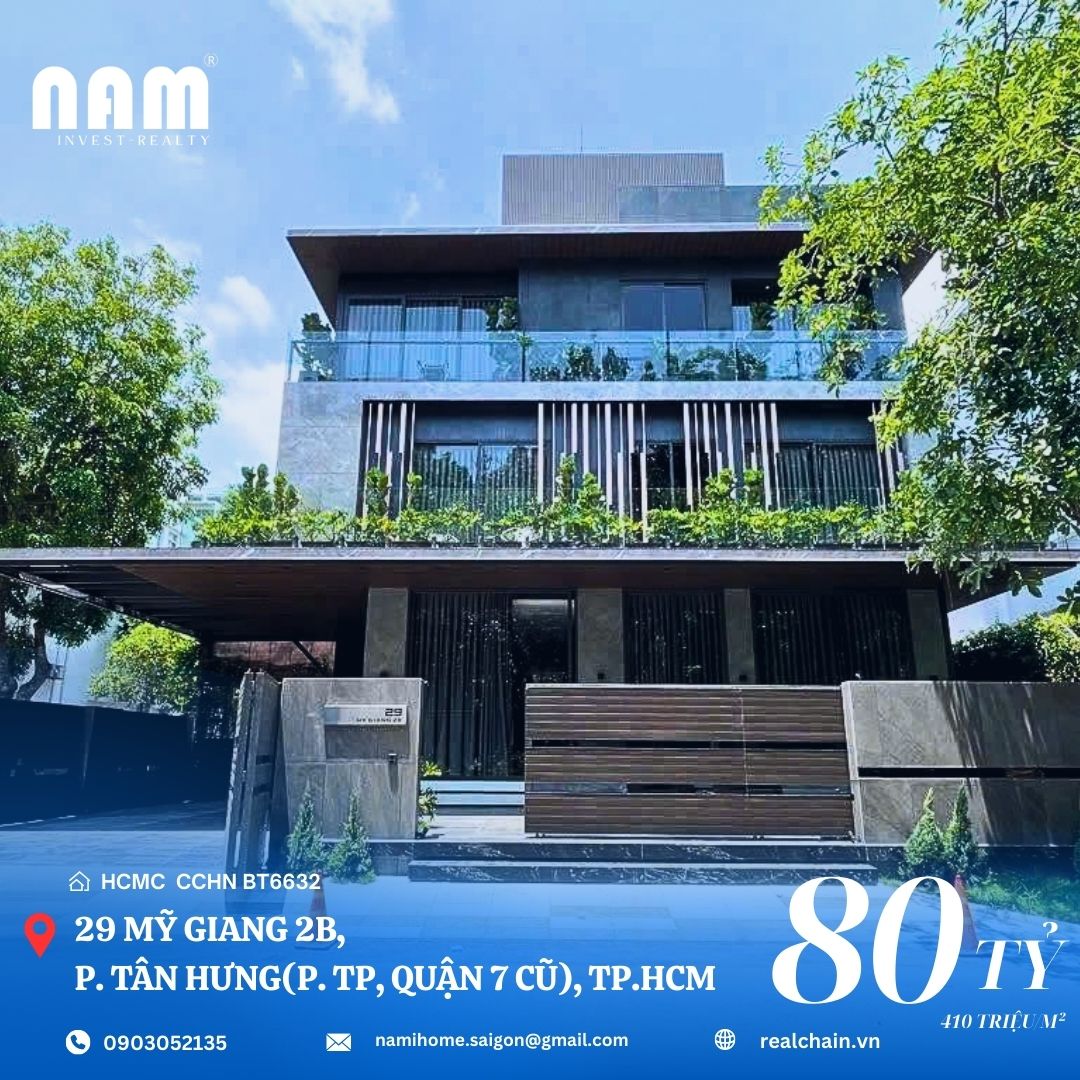 NAM®
INVEST-REALTY
29
MY GIANG 2B
HCMC CCHN BT6632
29 MỸ GIANG 2B,
P. TÂN HƯNG(P. TP, QUẬN 7 CŨ), TP.HCM
80 TỶ
410 TRIỆU/M²
0903052135
namihome.saigon@gmail.com
realchain.vn